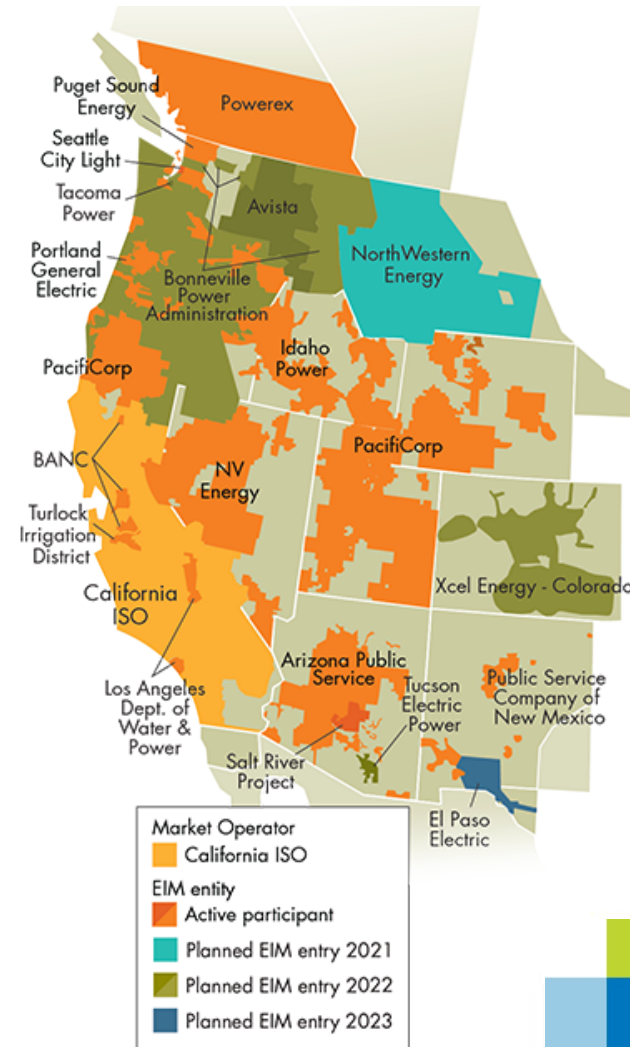 Puget Sound
Energy
Powerex
Seattle
City Light
Tacoma
Power
Avista
Portland
General
Electric
Bonneville
Power
Administration
NorthWestern
Energy
PacifiCorp
Idaho
Power
PacifiCorp
BANC
NV
Energy
Turlock
Irrigation
District
California
ISO
Xcel Energy - Colorado
Los Angeles
Dept. of
Water &
Power
Arizona Public
Service
Tucson
Electric
Power
Public Service
Company of
New Mexico
Salt River
Project
El Paso
Electric
Market Operator
California ISO
EIM entity
Active participant
Planned EIM entry 2021
Planned EIM entry 2022
Planned EIM entry 2023